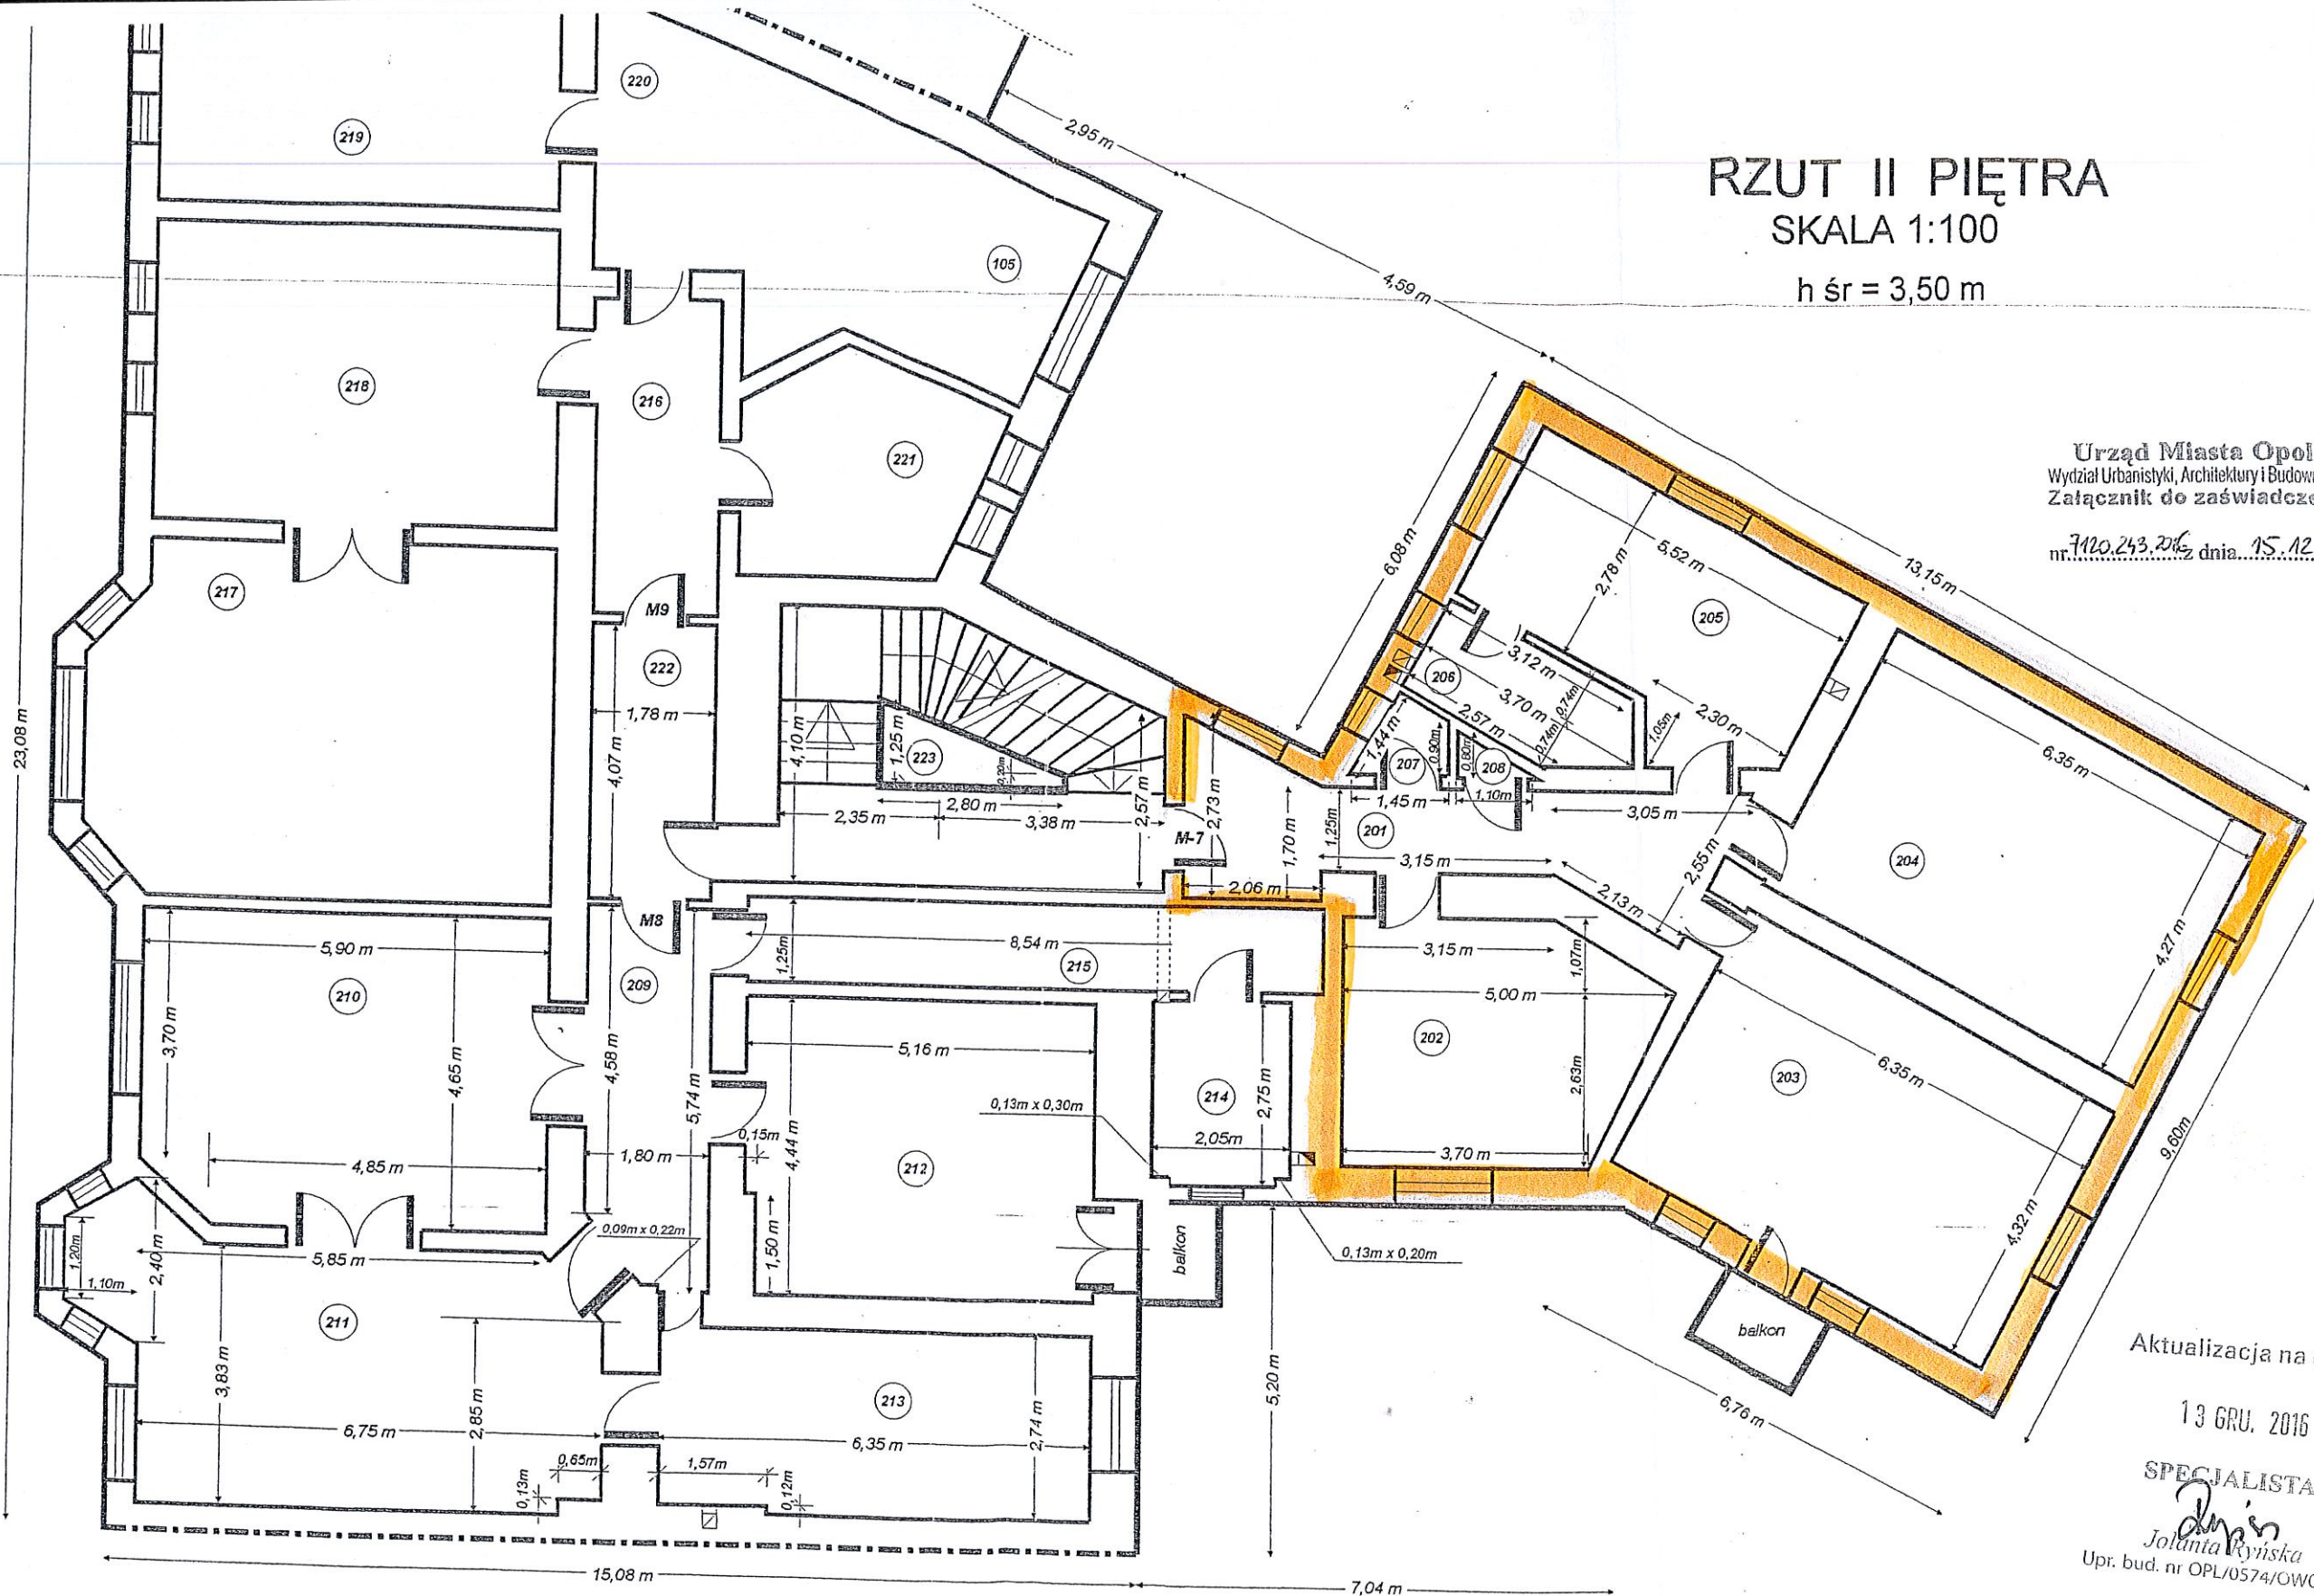 RZUT II PIĘTRA
SKALA 1:100
h śr = 3,50 m
Urząd Miasta Opol
Wydział Urbanistyki, Architektury i Budow
Załącznik do zaświadcze
nr 7120.243.2016 z dnia 15.12
220
219
2,95 m
105
4,59 m
218
216
221
6,08 m
5,52 m
2,78 m
13,15 m
205
217
M9
222
1,78 m
4,07 m
4,10 m
1,25 m
223
0,20m
2,80 m
2,35 m
3,38 m
2,57 m
2,73 m
M-7
1,70 m
1,25m
2,06 m
3,12 m
206
3,70 m
0,74m
2,57 m
0,74m
1,44 m
207
0,90m
0,80m
208
1,45 m
1,10m
201
3,15 m
1,05m
2,30 m
3,05 m
2,55 m
2,13 m
6,35 m
204
4,27 m
23,08 m
M8
5,90 m
210
3,70 m
4,65 m
4,85 m
209
4,58 m
5,74 m
1,80 m
1,25m
8,54 m
215
5,16 m
4,44 m
0,15m
212
1,50 m
0,13m x 0,30m
214
2,75 m
2,05m
3,15 m
1,07m
5,00 m
202
2,63m
3,70 m
203
6,35 m
4,32 m
9,60m
1,20m
1,10m
2,40 m
5,85 m
0,09m x 0,22m
211
3,83 m
2,85 m
6,75 m
0,65m
0,13m
1,57m
0,12m
213
6,35 m
2,74 m
balkon
0,13m x 0,20m
5,20 m
balkon
6,76 m
15,08 m
7,04 m
Aktualizacja na
13 GRU. 2016
SPECJALISTA
Jolanta Ryńska
Upr. bud. nr OPL/0574/OWO